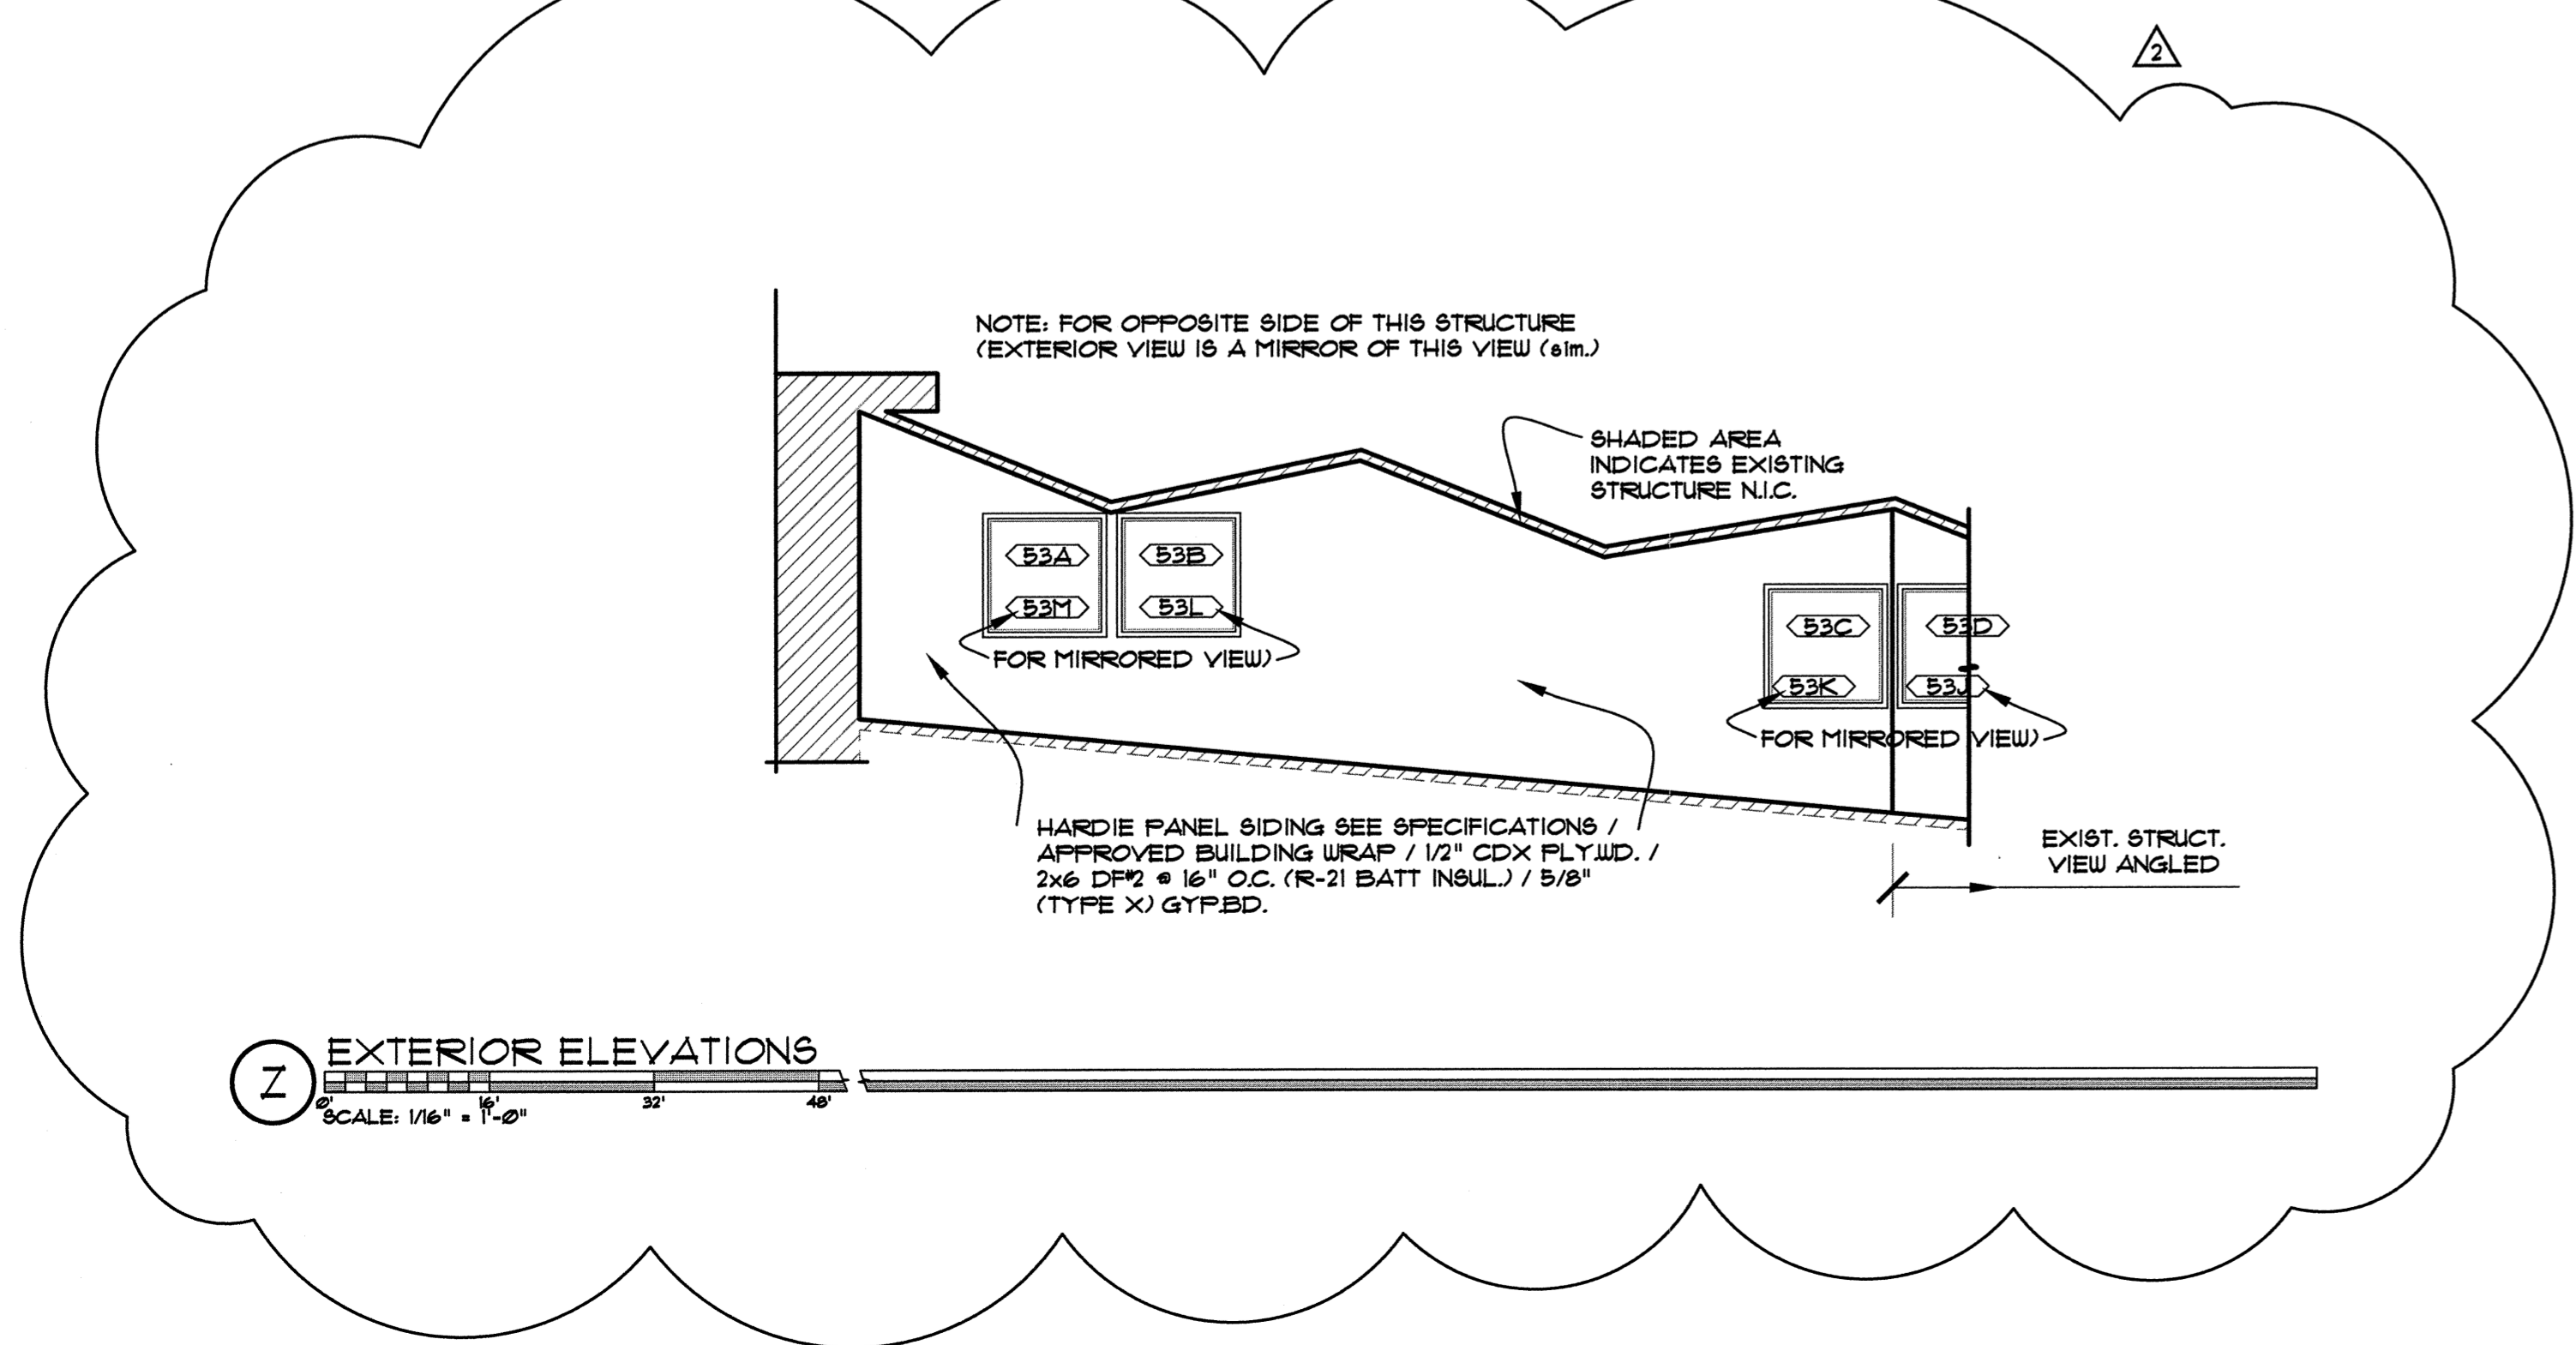 2
NOTE: FOR OPPOSITE SIDE OF THIS STRUCTURE
(EXTERIOR VIEW IS A MIRROR OF THIS VIEW (sim.)
SHADED AREA
INDICATES EXISTING
STRUCTURE N.I.C.
53A
53B
53M
53L
FOR MIRRORED VIEW)
53C
53D
53K
53J
FOR MIRRORED VIEW)
HARDIE PANEL SIDING SEE SPECIFICATIONS /
APPROVED BUILDING WRAP / 1/2" CDX PLY.WD. /
2x6 DF#2 @ 16" O.C. (R-21 BATT INSUL.) / 5/8"
(TYPE X) GYP.BD.
EXIST. STRUCT.
VIEW ANGLED
Z
EXTERIOR ELEVATIONS
0' 16' 32' 48'
SCALE: 1/16" = 1'-0"